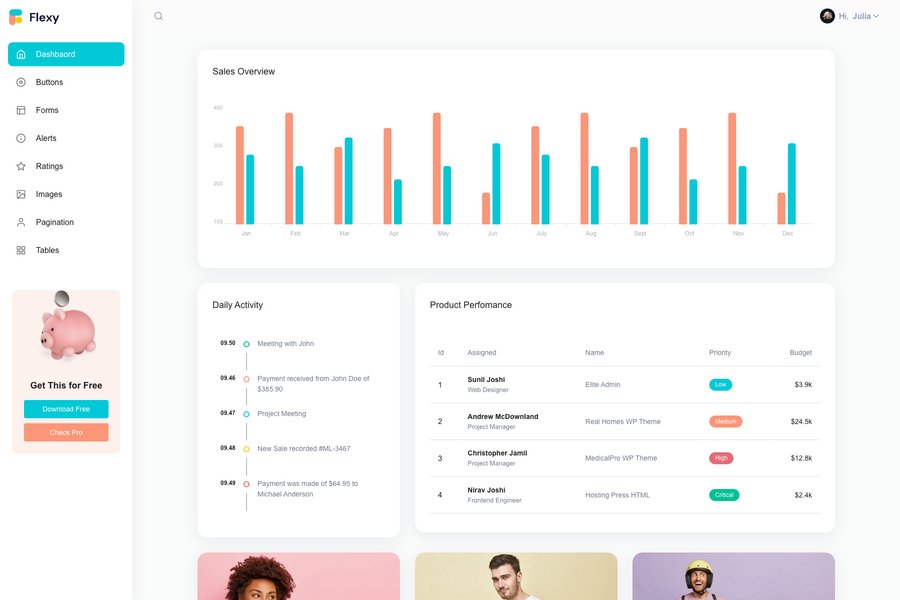 Flexy
Hi, Julia
Dashbaord
Buttons
Forms
Alerts
Ratings
Images
Pagination
Tables
Get This for Free
Download Free
Check Pro
Sales Overview
400
300
200
100
Jan Feb Mar Apr May Jun July Aug Sept Oct Nov Dec
Daily Activity
09.50 Meeting with John
09.46 Payment received from John Doe of
$385.90
09.47 Project Meeting
09.48 New Sale recorded #ML-3467
09.49 Payment was made of $64.95 to
Michael Anderson
Product Perfomance
Id Assigned Name Priority Budget
1 Sunil Joshi Elite Admin Low $3.9k
Web Designer
2 Andrew McDownland Real Homes WP Theme Medium $24.5k
Project Manager
3 Christopher Jamil MedicalPro WP Theme High $12.8k
Project Manager
4 Nirav Joshi Hosting Press HTML Critical $2.4k
Frontend Engineer